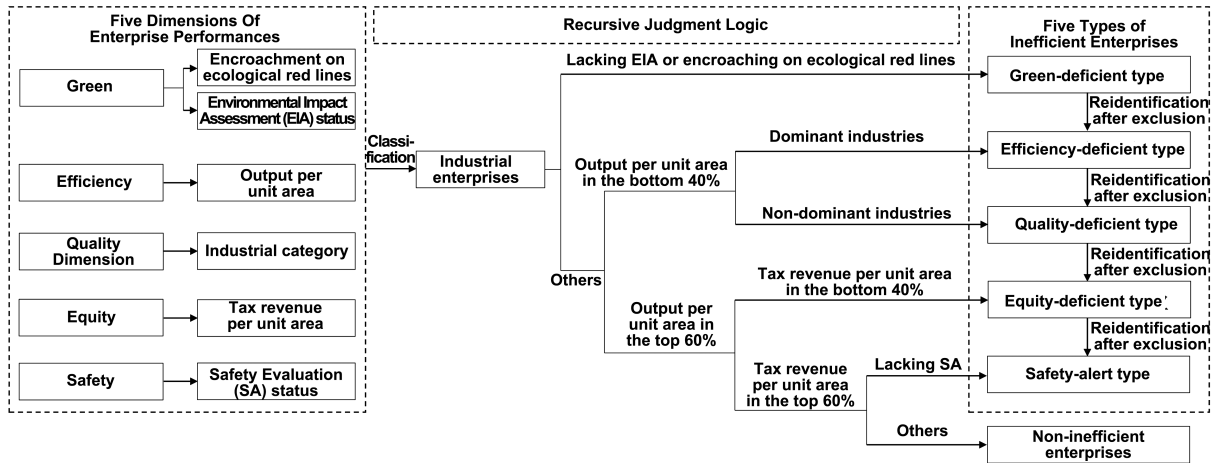 Five Dimensions Of
Enterprise Performances
Green
Encroachment on
ecological red lines
Environmental Impact
Assessment (EIA) status
Efficiency
Output per
unit area
Quality
Dimension
Industrial category
Equity
Tax revenue
per unit area
Safety
Safety Evaluation
(SA) status
Classi-
fication
Recursive Judgment Logic
Industrial
enterprises
Lacking EIA or encroaching on ecological red lines
Others
Output per unit area
in the bottom 40%
Dominant industries
Non-dominant industries
Output per
unit area in
the top 60%
Tax revenue per unit area
in the bottom 40%
Tax revenue
per unit area
in the top 60%
Lacking SA
Others
Five Types of
Inefficient Enterprises
Green-deficient type
Reidentification
after exclusion
Efficiency-deficient type
Reidentification
after exclusion
Quality-deficient type
Reidentification
after exclusion
Equity-deficient type
Reidentification
after exclusion
Safety-alert type
Non-inefficient
enterprises